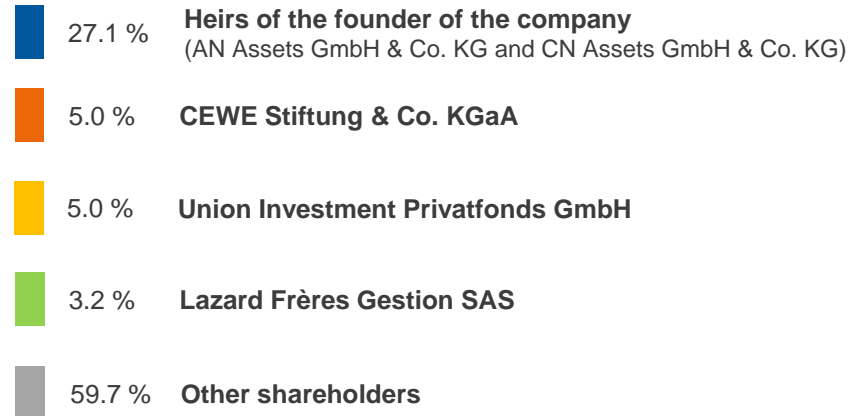 27.1 % Heirs of the founder of the company
(AN Assets GmbH & Co. KG and CN Assets GmbH & Co. KG)
5.0 % CEWE Stiftung & Co. KGaA
5.0 % Union Investment Privatfonds GmbH
3.2 % Lazard Frères Gestion SAS
59.7 % Other shareholders